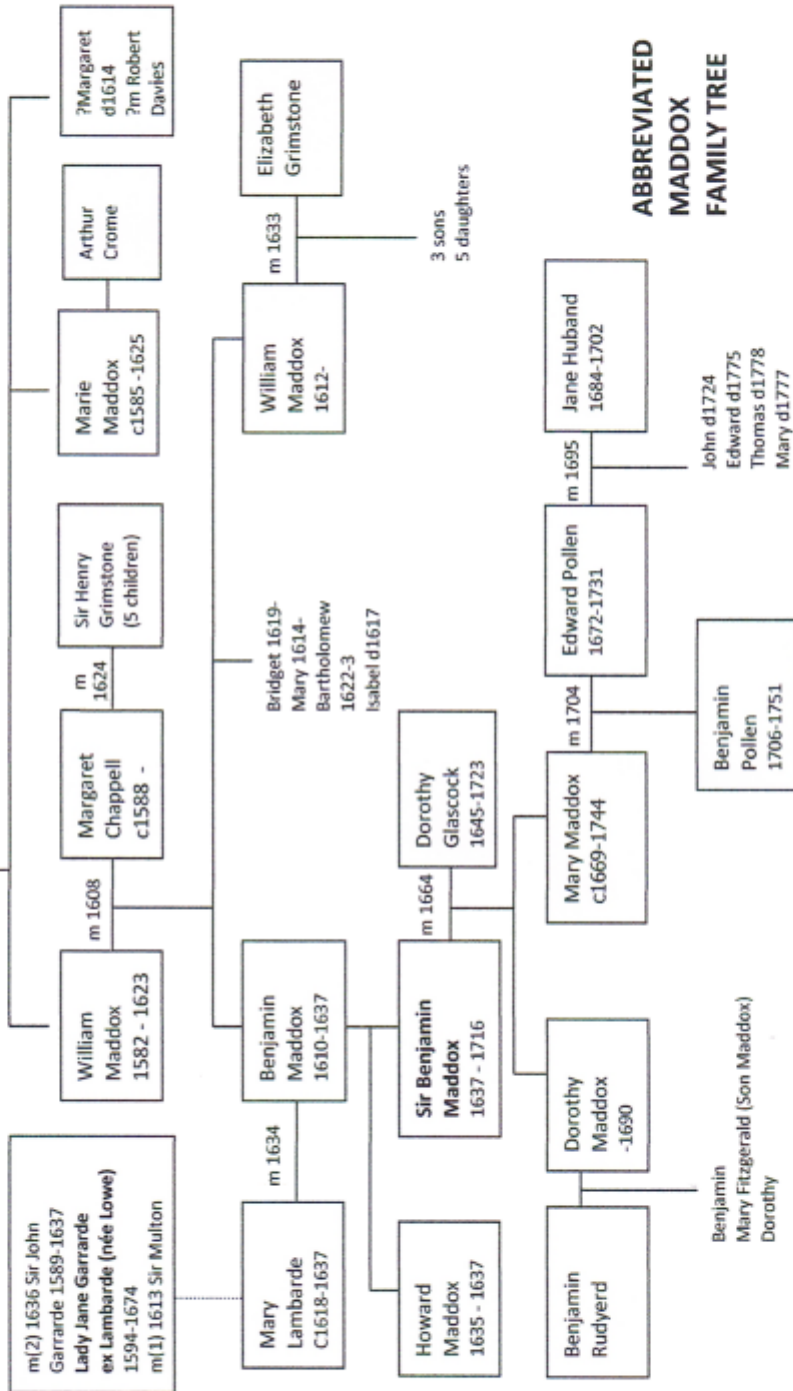 ABBREVIATED
MADDOX
FAMILY TREE
William
Maddox
1582 - 1623
m 1608
Margaret
Chappell
c1588 -
m
1624
Sir Henry
Grimstone
(5 children)
Marie
Maddox
c1585 -1625
Arthur
Crome
?Margaret
d1614
?m Robert
Davies
m(2) 1636 Sir John
Garrarde 1589-1637
Lady Jane Garrarde
ex Lambarde (née Lowe)
1594-1674
m(1) 1613 Sir Multon
Mary
Lambarde
C1618-1637
m 1634
Benjamin
Maddox
1610-1637
Bridget 1619-
Mary 1614-
Bartholomew
1622-3
Isabel d1617
William
Maddox
1612-
m 1633
Elizabeth
Grimstone
3 sons
5 daughters
Howard
Maddox
1635 - 1637
Sir Benjamin
Maddox
1637 - 1716
m 1664
Dorothy
Glascock
1645-1723
Benjamin
Rudyerd
Dorothy
Maddox
-1690
Benjamin
Mary Fitzgerald (Son Maddox)
Dorothy
Mary Maddox
c1669-1744
m 1704
Edward Pollen
1672-1731
m 1695
Jane Huband
1684-1702
Benjamin
Pollen
1706-1751
John d1724
Edward d1775
Thomas d1778
Mary d1777